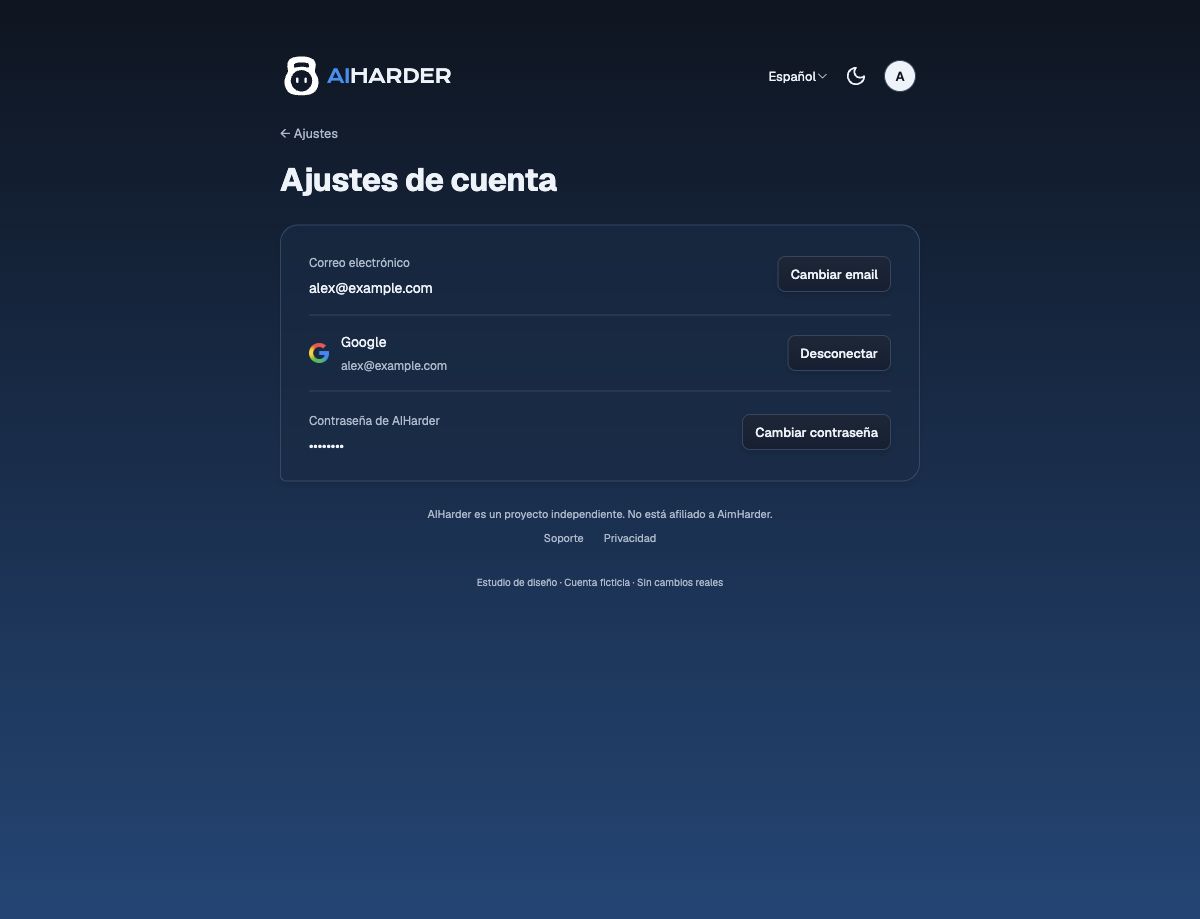 AIHARDER
Español
A
← Ajustes
Ajustes de cuenta
Correo electrónico
alex@example.com
Cambiar email
Google
alex@example.com
Desconectar
Contraseña de AIHarder
••••••••
Cambiar contraseña
AIHarder es un proyecto independiente. No está afiliado a AimHarder.
Soporte Privacidad
Estudio de diseño · Cuenta ficticia · Sin cambios reales